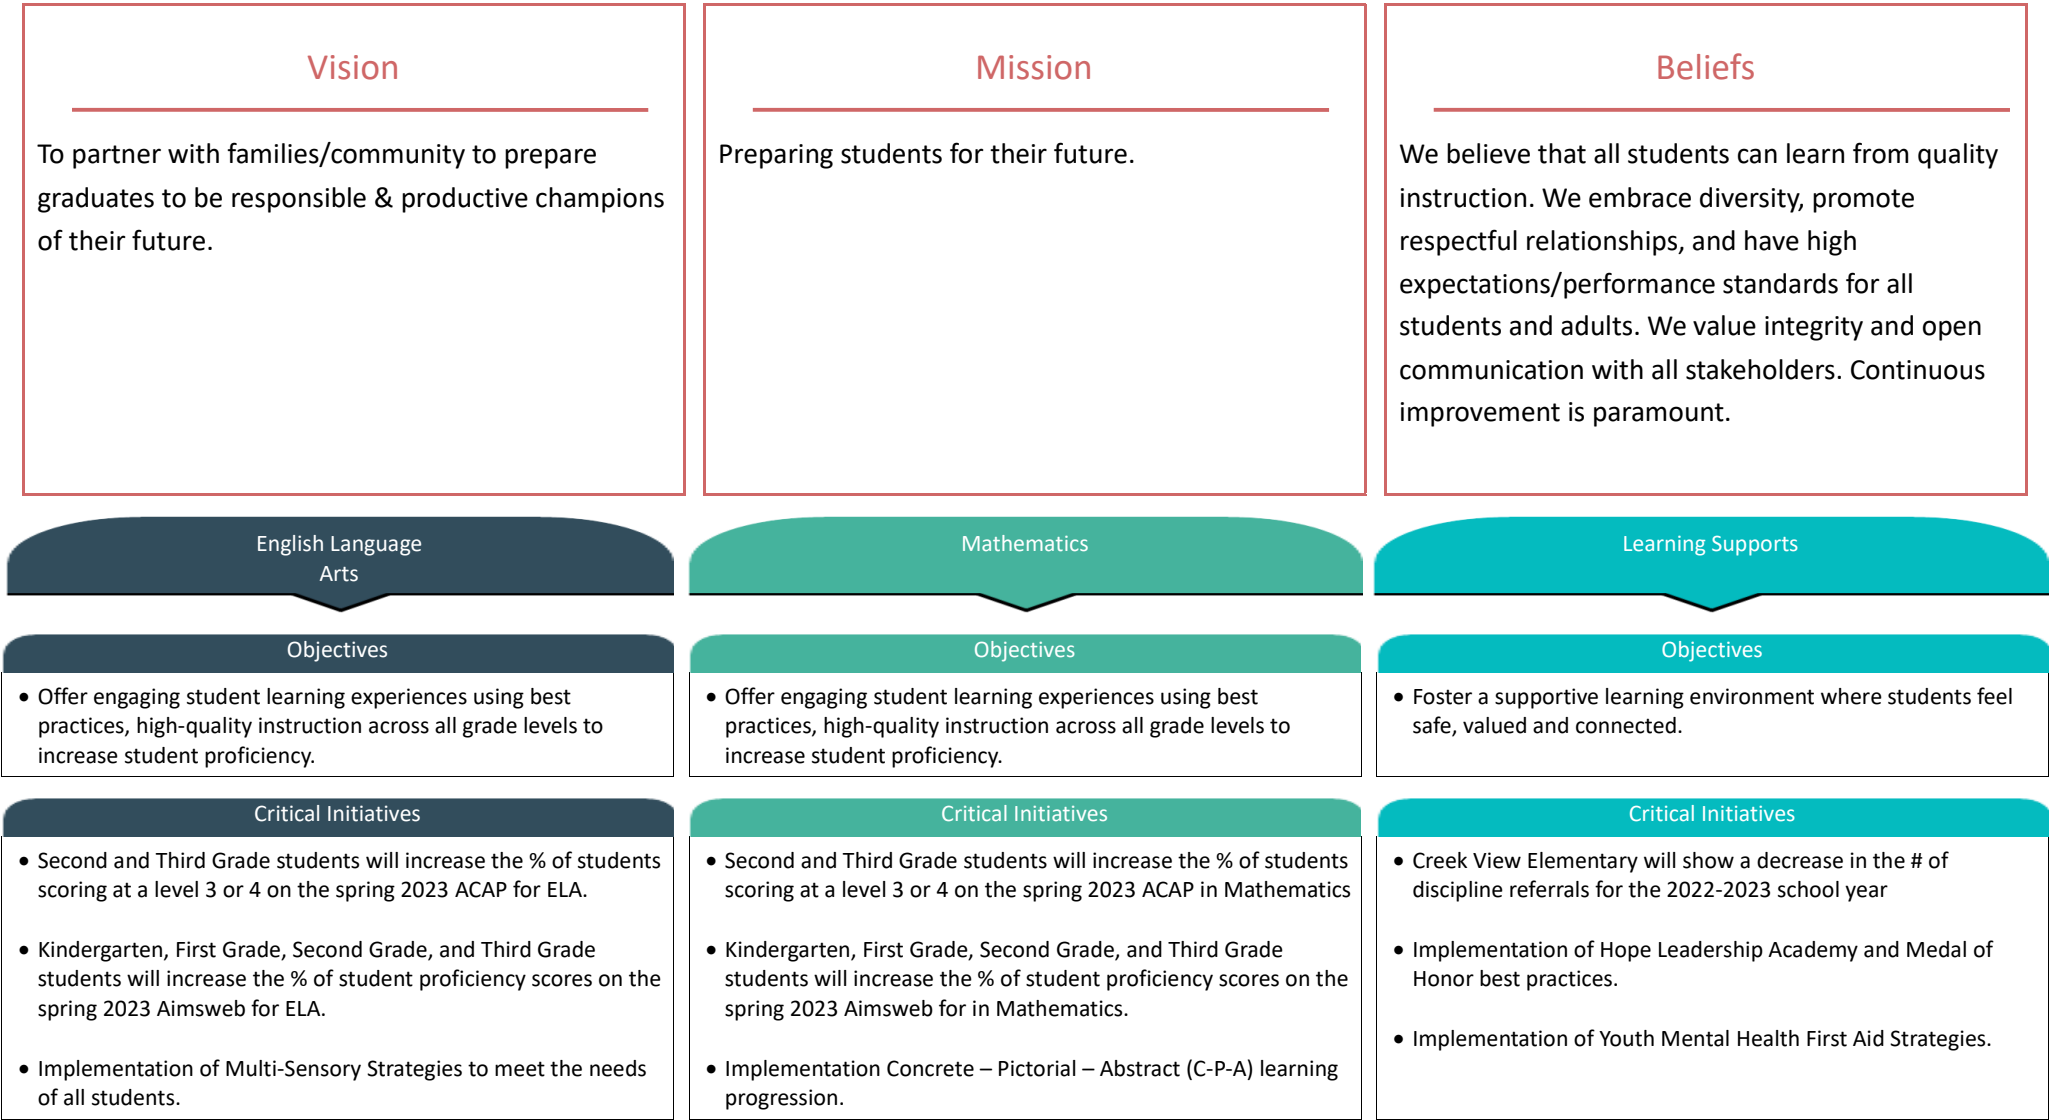 Vision
To partner with families/community to prepare
graduates to be responsible & productive champions
of their future.
Mission
Preparing students for their future.
Beliefs
We believe that all students can learn from quality
instruction. We embrace diversity, promote
respectful relationships, and have high
expectations/performance standards for all
students and adults. We value integrity and open
communication with all stakeholders. Continuous
improvement is paramount.
English Language
Arts
Objectives
• Offer engaging student learning experiences using best
practices, high-quality instruction across all grade levels to
increase student proficiency.
Critical Initiatives
• Second and Third Grade students will increase the % of students
scoring at a level 3 or 4 on the spring 2023 ACAP for ELA.
• Kindergarten, First Grade, Second Grade, and Third Grade
students will increase the % of student proficiency scores on the
spring 2023 Aimsweb for ELA.
• Implementation of Multi-Sensory Strategies to meet the needs
of all students.
Mathematics
Objectives
• Offer engaging student learning experiences using best
practices, high-quality instruction across all grade levels to
increase student proficiency.
Critical Initiatives
• Second and Third Grade students will increase the % of students
scoring at a level 3 or 4 on the spring 2023 ACAP in Mathematics
• Kindergarten, First Grade, Second Grade, and Third Grade
students will increase the % of student proficiency scores on the
spring 2023 Aimsweb for in Mathematics.
• Implementation Concrete – Pictorial – Abstract (C-P-A) learning
progression.
Learning Supports
Objectives
• Foster a supportive learning environment where students feel
safe, valued and connected.
Critical Initiatives
• Creek View Elementary will show a decrease in the # of
discipline referrals for the 2022-2023 school year
• Implementation of Hope Leadership Academy and Medal of
Honor best practices.
• Implementation of Youth Mental Health First Aid Strategies.